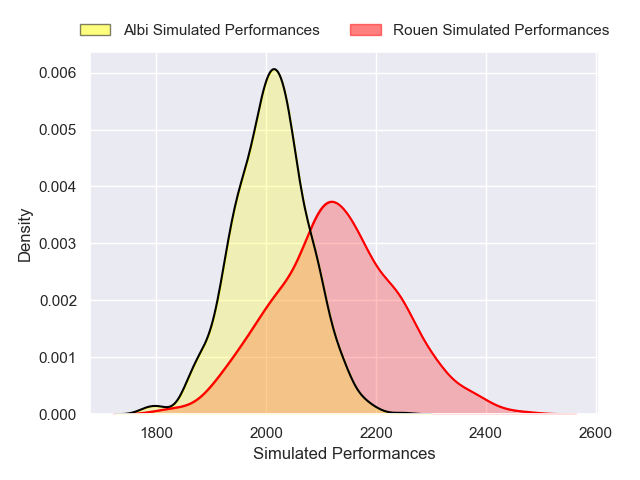 Albi Simulated Performances
Rouen Simulated Performances
0.006
0.005
0.004
0.003
0.002
0.001
0.000
Density
1800 2000 2200 2400 2600
Simulated Performances